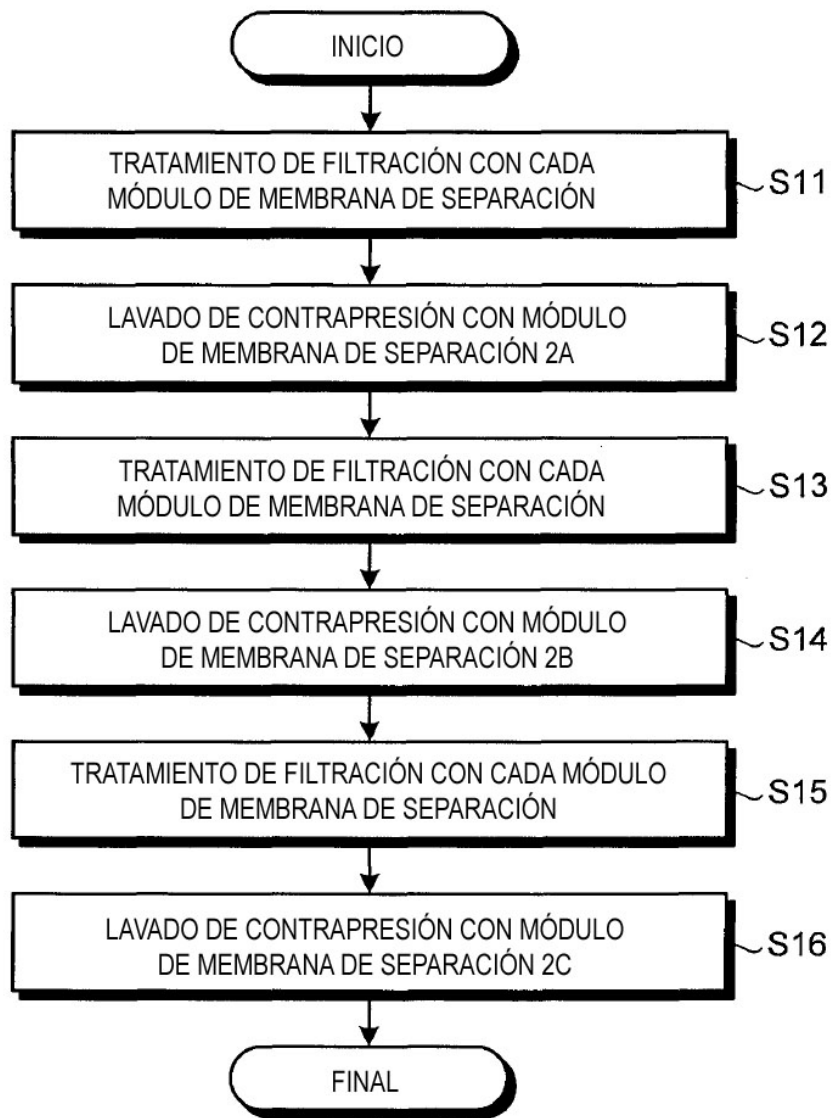 INICIO
TRATAMIENTO DE FILTRACIÓN CON CADA
MÓDULO DE MEMBRANA DE SEPARACIÓN
S11
LAVADO DE CONTRAPRESIÓN CON MÓDULO
DE MEMBRANA DE SEPARACIÓN 2A
S12
TRATAMIENTO DE FILTRACIÓN CON CADA
MÓDULO DE MEMBRANA DE SEPARACIÓN
S13
LAVADO DE CONTRAPRESIÓN CON MÓDULO
DE MEMBRANA DE SEPARACIÓN 2B
S14
TRATAMIENTO DE FILTRACIÓN CON CADA MÓDULO
DE MEMBRANA DE SEPARACIÓN
S15
LAVADO DE CONTRAPRESIÓN CON MÓDULO
DE MEMBRANA DE SEPARACIÓN 2C
S16
FINAL